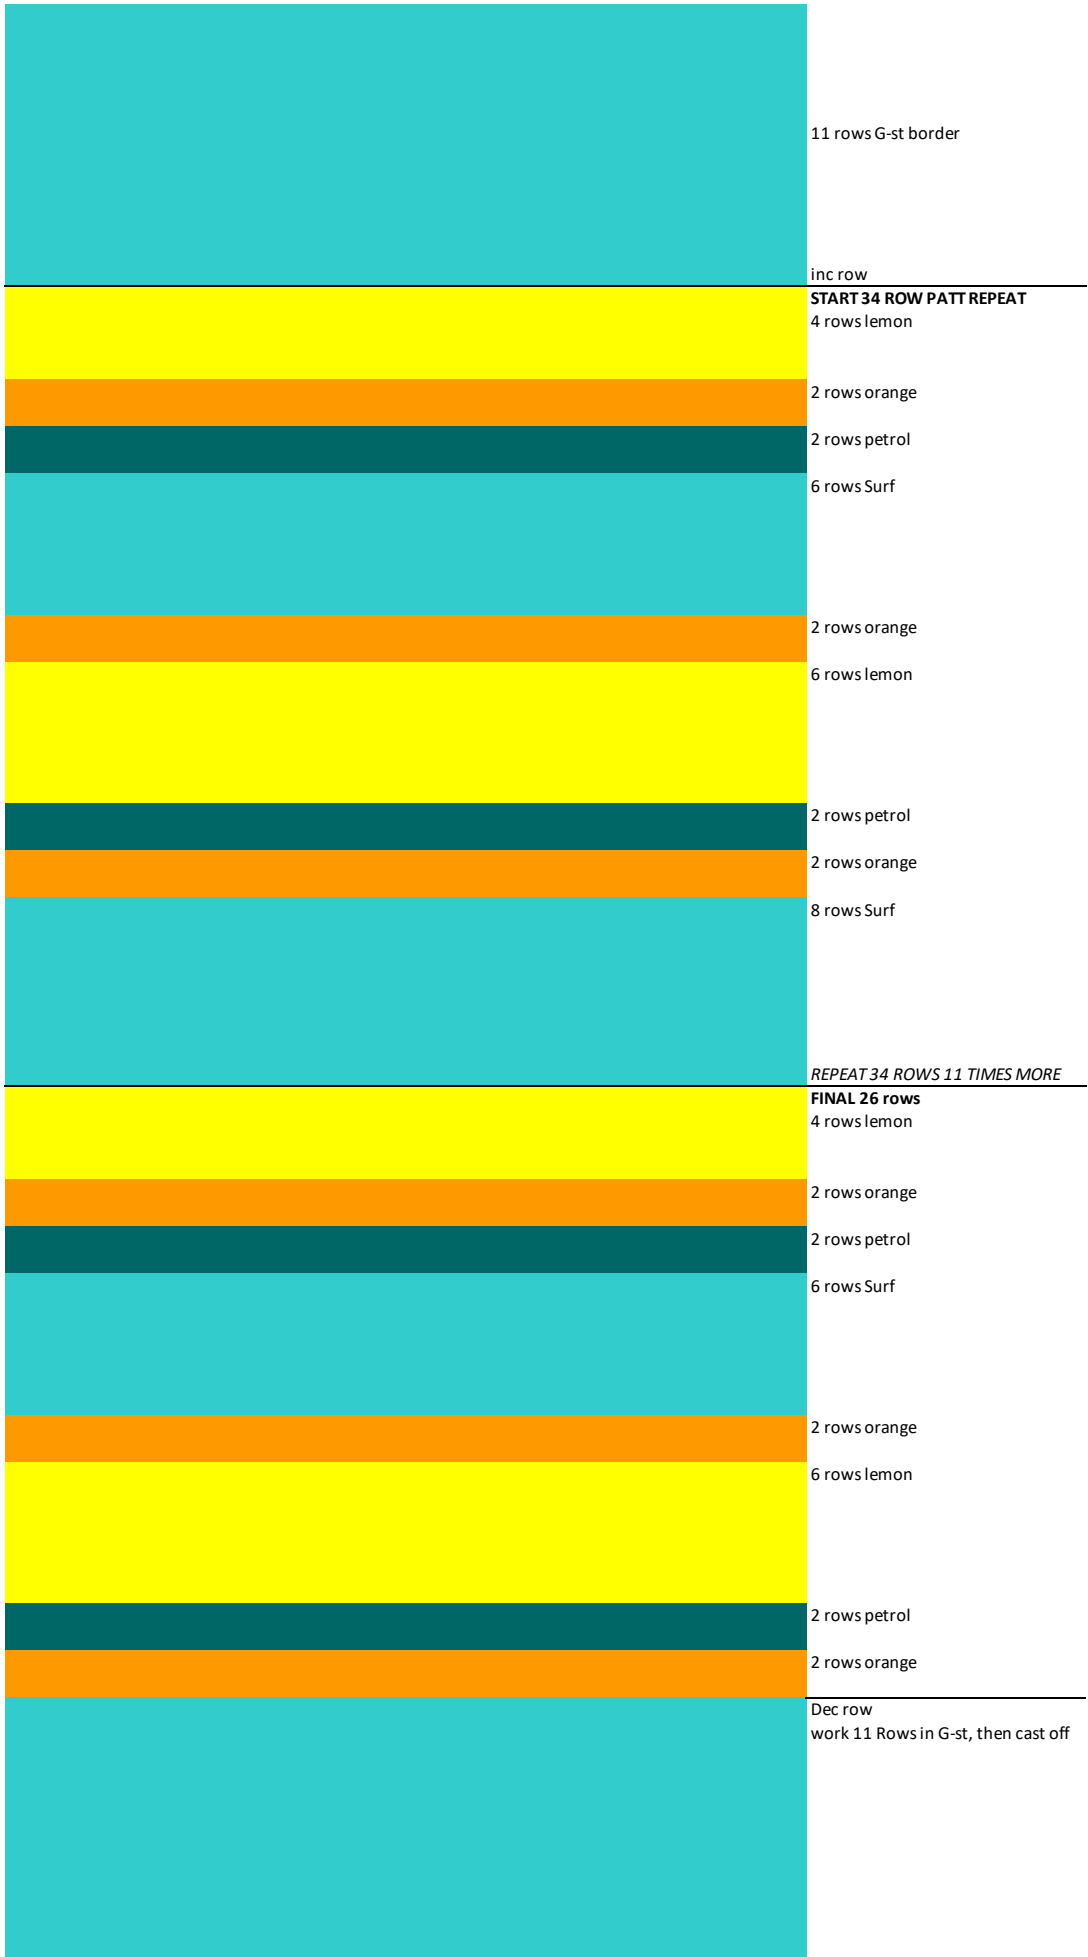 11 rows G-st border
inc row
START 34 ROW PATT REPEAT
4 rows lemon
2 rows orange
2 rows petrol
6 rows Surf
2 rows orange
6 rows lemon
2 rows petrol
2 rows orange
8 rows Surf
REPEAT 34 ROWS 11 TIMES MORE
FINAL 26 rows
4 rows lemon
2 rows orange
2 rows petrol
6 rows Surf
2 rows orange
6 rows lemon
2 rows petrol
2 rows orange
Dec row
work 11 Rows in G-st, then cast off